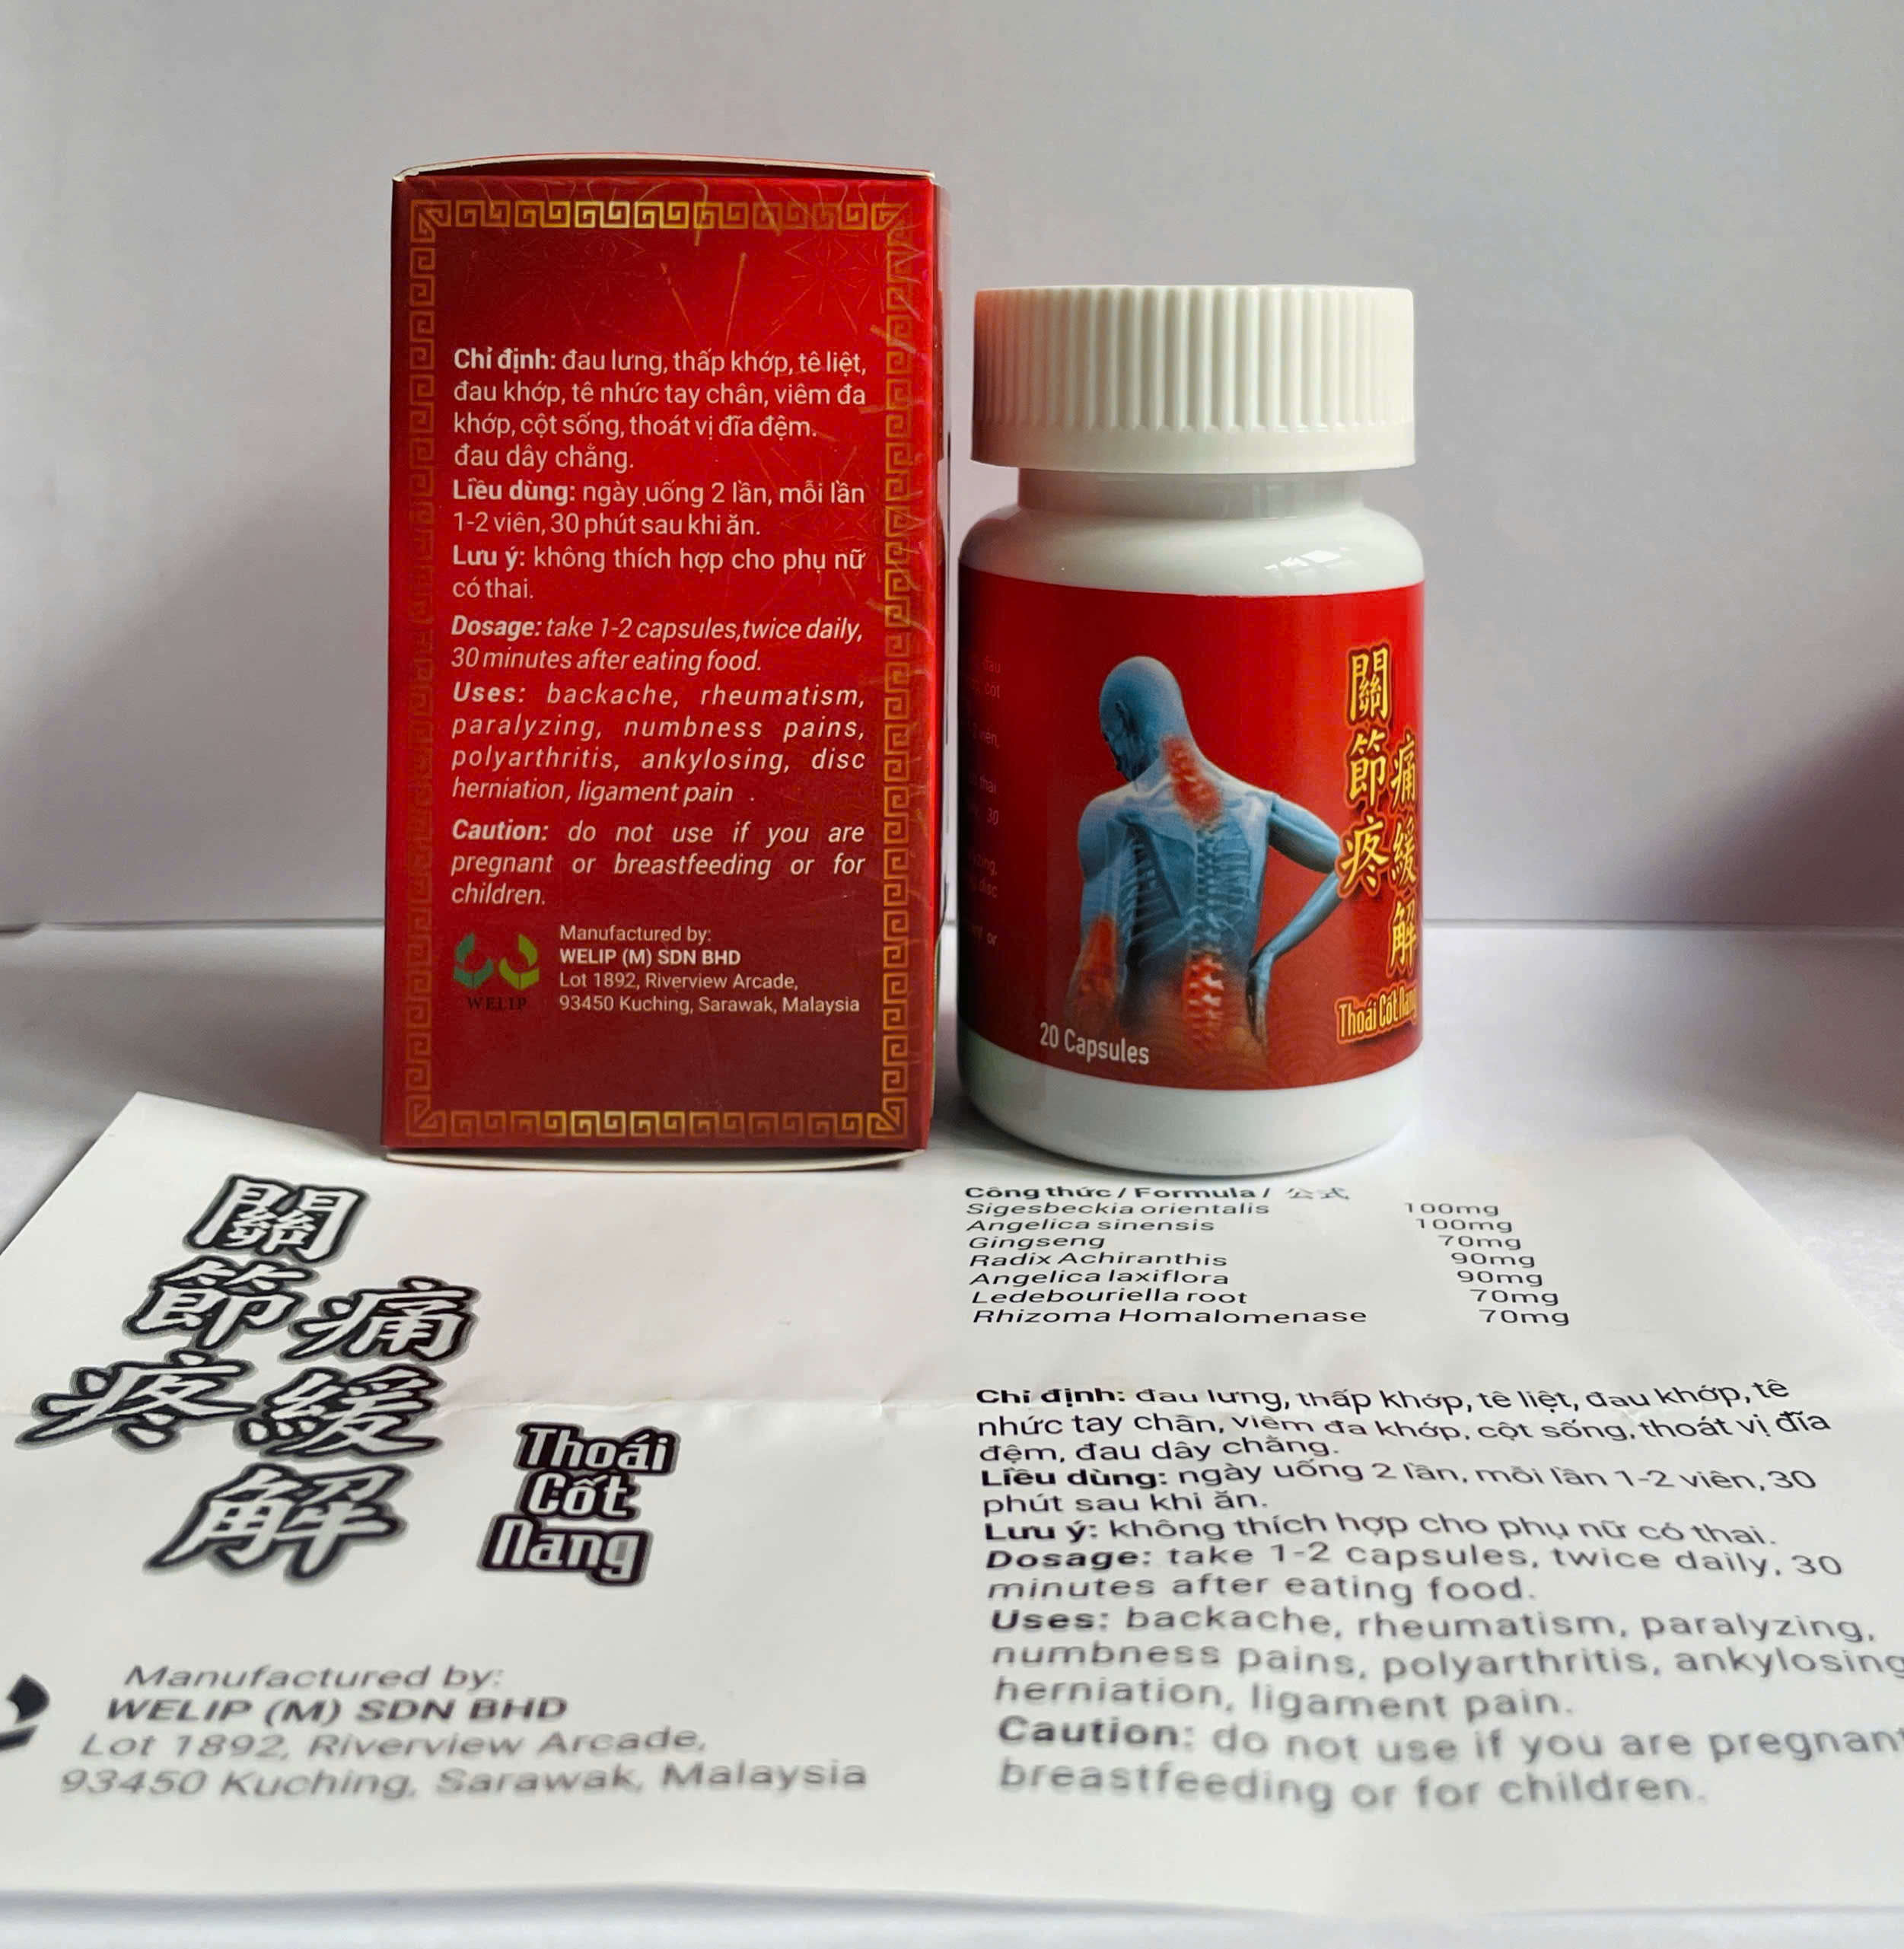 Chỉ định: đau lưng, thấp khớp, tê liệt,
đau khớp, tê nhức tay chân, viêm đa
khớp, cột sống, thoát vị đĩa đệm.
đau dây chằng.
Liều dùng: ngày uống 2 lần, mỗi lần
1-2 viên, 30 phút sau khi ăn.
Lưu ý: không thích hợp cho phụ nữ
có thai.
Dosage: take 1-2 capsules,twice daily,
30 minutes after eating food.
Uses: backache, rheumatism,
paralyzing, numbness pains,
polyarthritis, ankylosing, disc
herniation, ligament pain .
Caution: do not use if you are
pregnant or breastfeeding or for
children.
WELIP
Manufactured by:
WELIP (M) SDN BHD
Lot 1892, Riverview Arcade,
93450 Kuching, Sarawak, Malaysia
關節疼
痛緩解
Thoái Cốt Nang
20 Capsules
關節疼
痛緩解
Thoái
Cốt
Nang
Manufactured by:
WELIP (M) SDN BHD
Lot 1892, Riverview Arcade,
93450 Kuching, Sarawak, Malaysia
Công thức / Formula / 公式
Sigesbeckia orientalis 100mg
Angelica sinensis 100mg
Gingseng 70mg
Radix Achiranthis 90mg
Angelica laxiflora 90mg
Ledebouriella root 70mg
Rhizoma Homalomenase 70mg
Chỉ định: đau lưng, thấp khớp, tê liệt, đau khớp, tê
nhức tay chân, viêm đa khớp, cột sống, thoát vị đĩa
đệm, đau dây chằng.
Liều dùng: ngày uống 2 lần, mỗi lần 1-2 viên, 30
phút sau khi ăn.
Lưu ý: không thích hợp cho phụ nữ có thai.
Dosage: take 1-2 capsules, twice daily, 30
minutes after eating food.
Uses: backache, rheumatism, paralyzing,
numbness pains, polyarthritis, ankylosing
herniation, ligament pain.
Caution: do not use if you are pregnant
breastfeeding or for children.